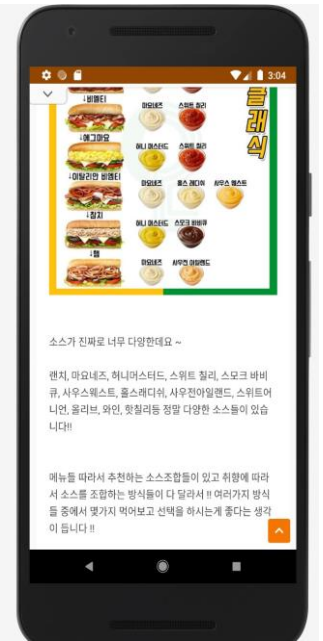 3:04
↓비엠티
마요네즈 스위트 칠리
클래식
↓에그마요
허니 머스터드 스위트 칠리
↓이탈리안 비엠티
마요네즈 홀스 래디쉬 사우스 웨스트
↓참치
허니 머스터드 스모크 바비큐
↓햄
마요네즈 사우전 아일랜드
소스가 진짜로 너무 다양한데요 ~
랜치, 마요네즈, 허니머스터드, 스위트 칠리, 스모크 바비
큐, 사우스웨스트, 홀스래디쉬, 사우전아일랜드, 스위트어
니언, 올리브, 와인, 핫칠리등 정말 다양한 소스들이 있습
니다!!
메뉴들 따라서 추천하는 소스조합들이 있고 취향에 따라
서 소스를 조합하는 방식들이 다 달라서 !! 여러가지 방식
들 중에서 몇가지 먹어보고 선택을 하시는게 좋다는 생각
이 듭니다 !!